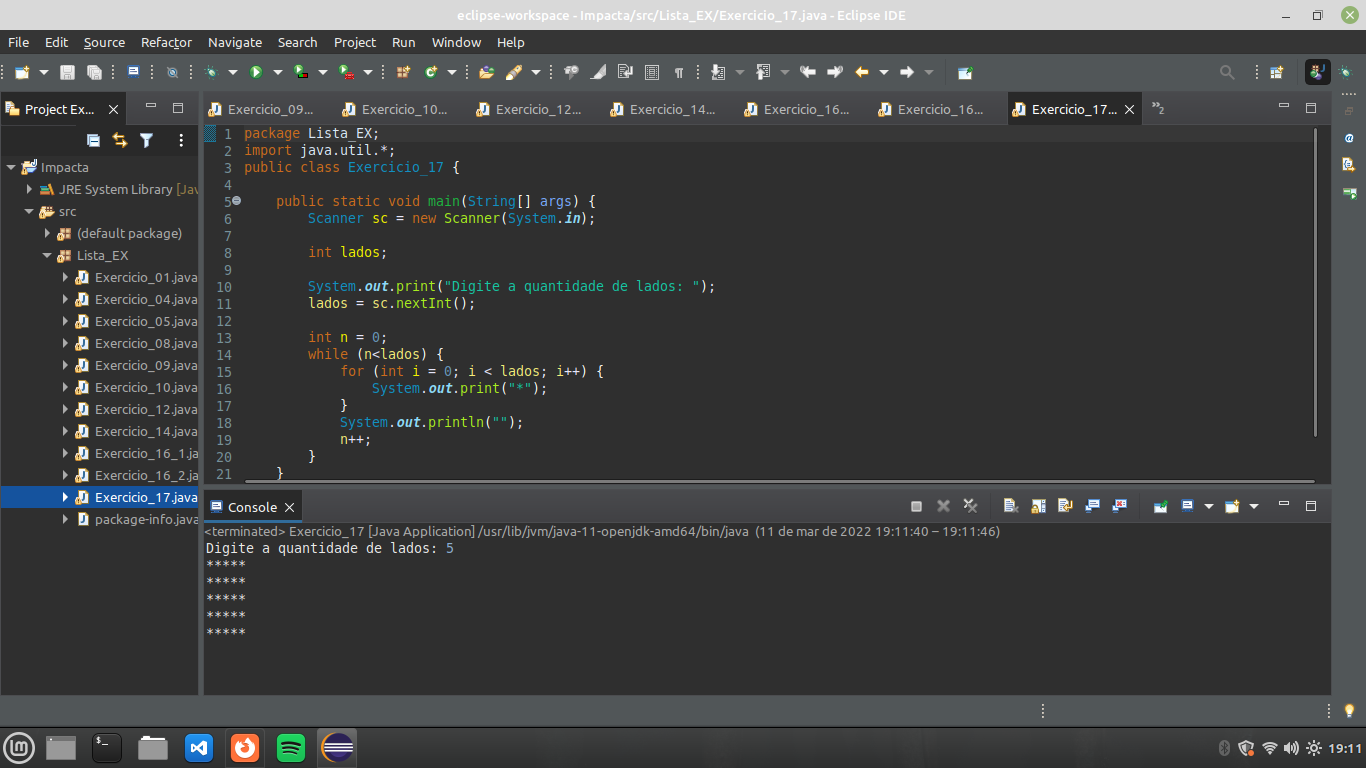 eclipse-workspace - Impacta/src/Lista_EX/Exercicio_17.java - Eclipse IDE
File Edit Source Refactor Navigate Search Project Run Window Help
Project Ex...
Exercicio_09... Exercicio_10... Exercicio_12... Exercicio_14... Exercicio_16... Exercicio_16... Exercicio_17... »2
Impacta
JRE System Library [Jav
src
(default package)
Lista_EX
Exercicio_01.java
Exercicio_04.java
Exercicio_05.java
Exercicio_08.java
Exercicio_09.java
Exercicio_10.java
Exercicio_12.java
Exercicio_14.java
Exercicio_16_1.ja
Exercicio_16_2.ja
Exercicio_17.java
package-info.java
1 package Lista_EX;
2 import java.util.*;
3 public class Exercicio_17 {
4
5 public static void main(String[] args) {
6 Scanner sc = new Scanner(System.in);
7
8 int lados;
9
10 System.out.print("Digite a quantidade de lados: ");
11 lados = sc.nextInt();
12
13 int n = 0;
14 while (n<lados) {
15 for (int i = 0; i < lados; i++) {
16 System.out.print("*");
17 }
18 System.out.println("");
19 n++;
20 }
21 }
Console
<terminated> Exercicio_17 [Java Application] /usr/lib/jvm/java-11-openjdk-amd64/bin/java (11 de mar de 2022 19:11:40 – 19:11:46)
Digite a quantidade de lados: 5
*****
*****
*****
*****
*****
19:11